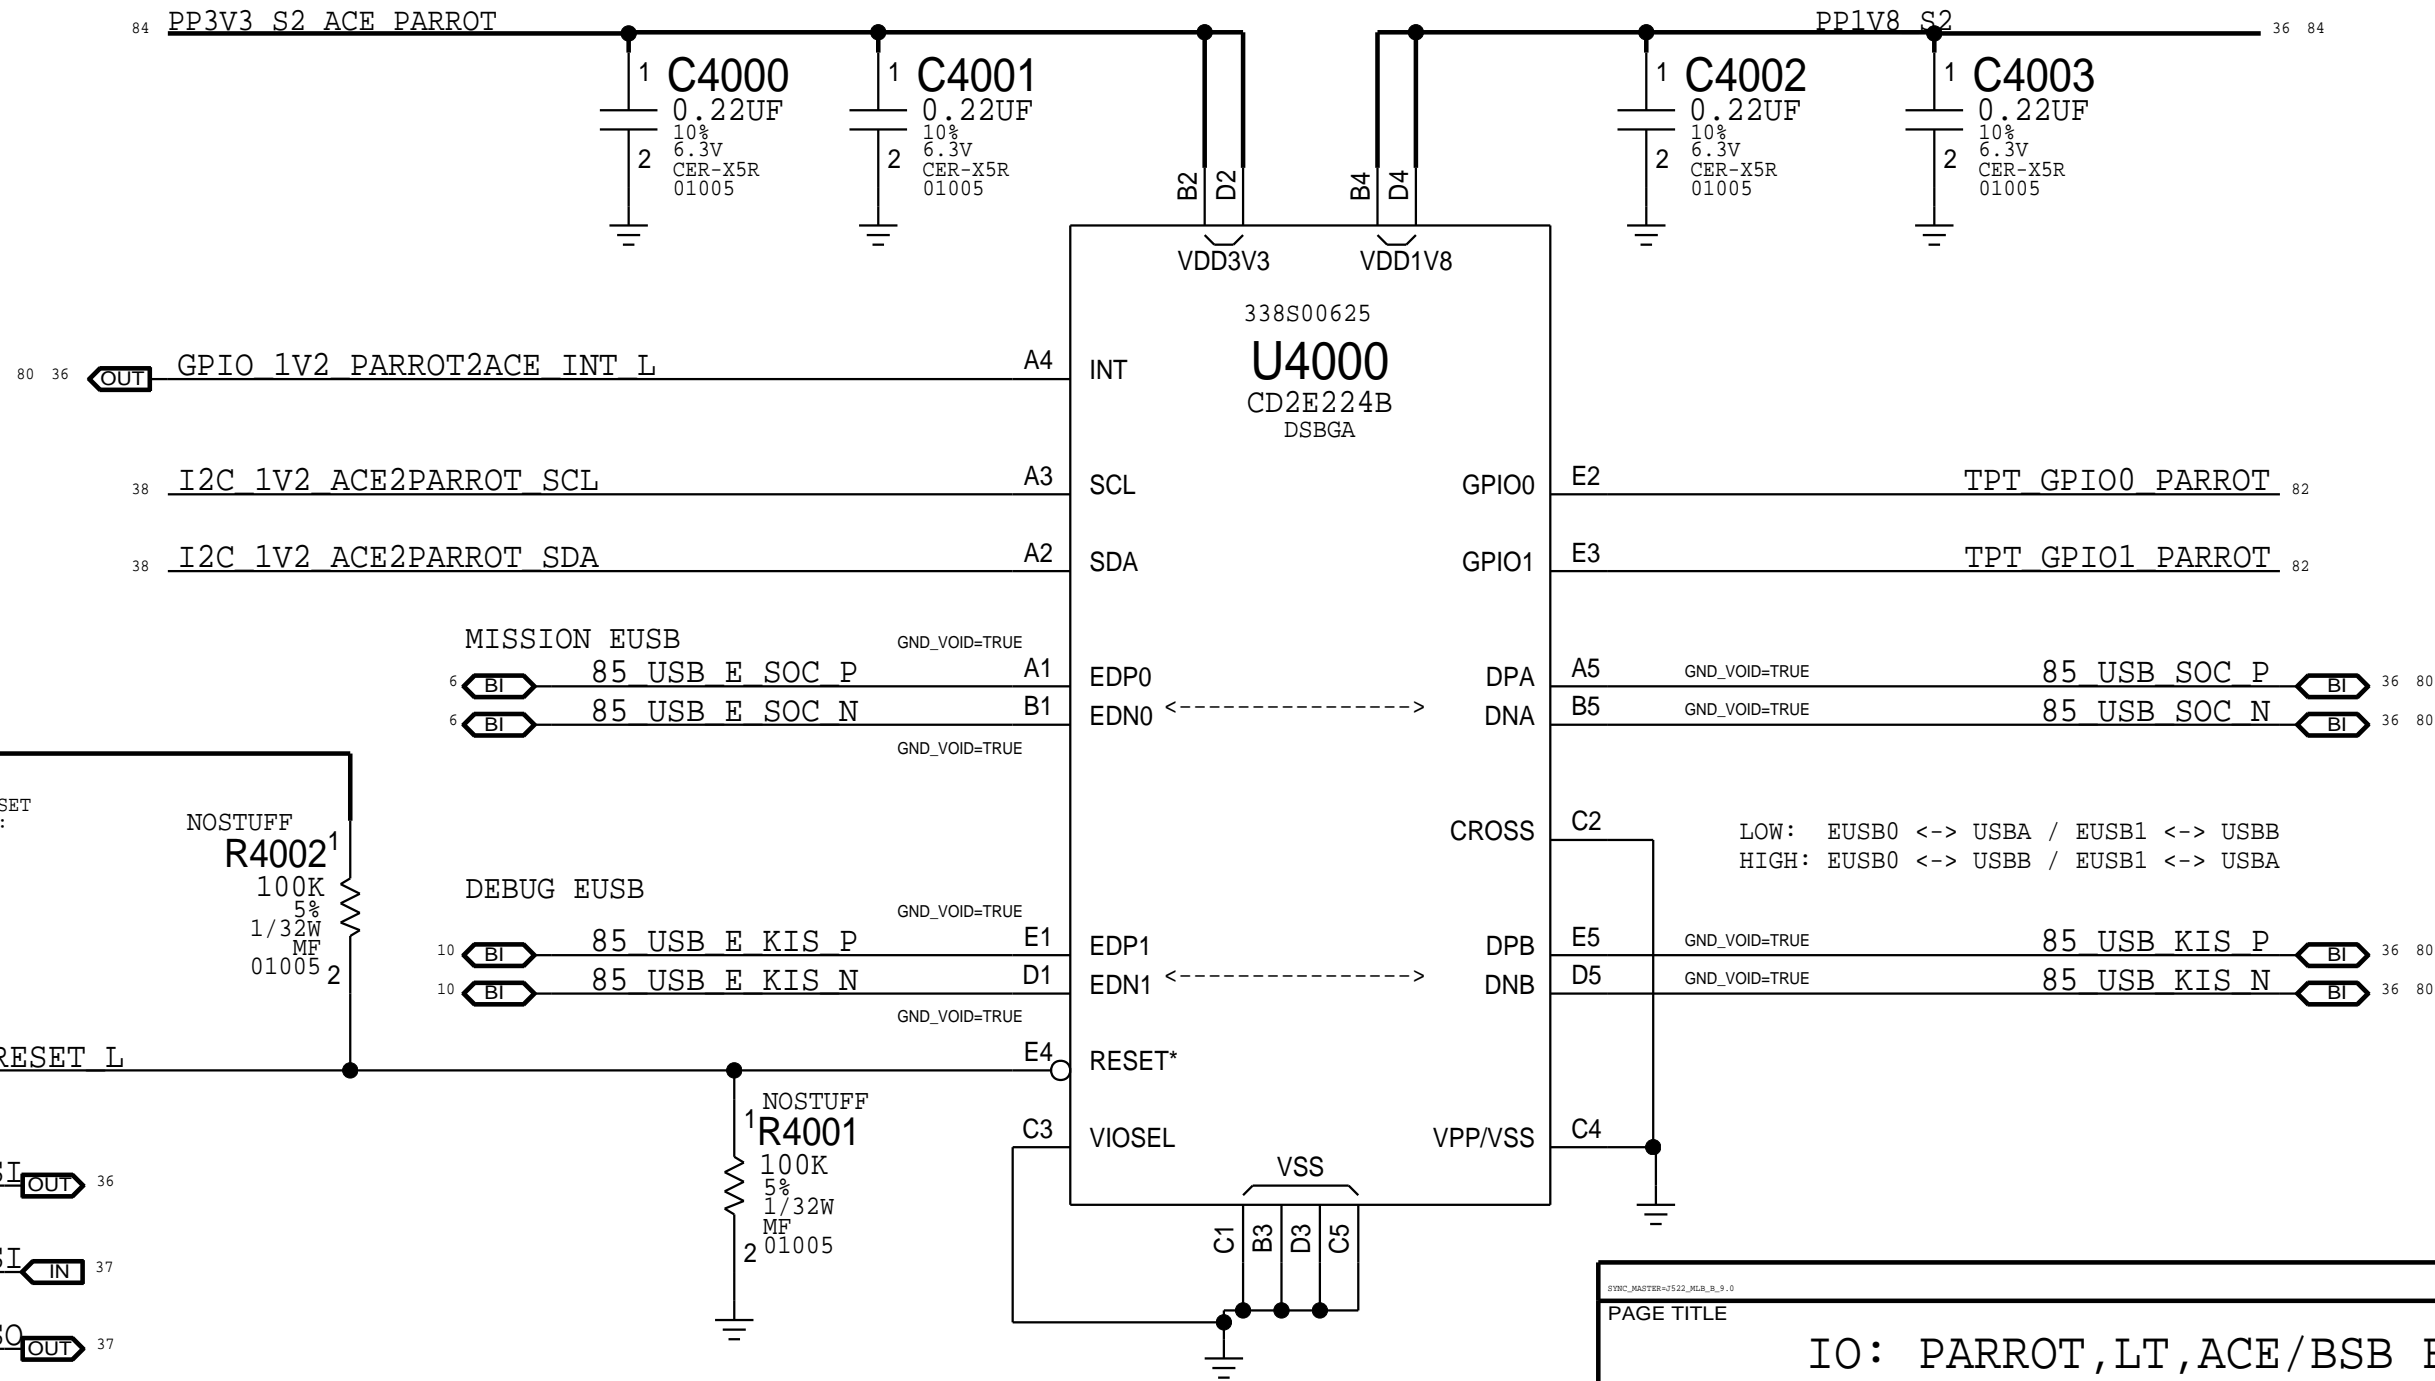 84 PP3V3_S2_ACE_PARROT
PP1V8_S2 36 84
1 C4000
0.22UF
10%
6.3V
2 CER-X5R
01005
1 C4001
0.22UF
10%
6.3V
2 CER-X5R
01005
1 C4002
0.22UF
10%
6.3V
2 CER-X5R
01005
1 C4003
0.22UF
10%
6.3V
2 CER-X5R
01005
B2 D2 B4 D4
VDD3V3 VDD1V8
338S00625
U4000
CD2E224B
DSBGA
80 36 OUT GPIO_1V2_PARROT2ACE_INT_L A4 INT
38 I2C_1V2_ACE2PARROT_SCL A3 SCL
GPIO0 E2 TPT_GPIO0_PARROT 82
38 I2C_1V2_ACE2PARROT_SDA A2 SDA
GPIO1 E3 TPT_GPIO1_PARROT 82
MISSION EUSB GND_VOID=TRUE
6 BI 85_USB_E_SOC_P A1 EDP0
DPA A5 GND_VOID=TRUE 85_USB_SOC_P BI 36 80
6 BI 85_USB_E_SOC_N B1 EDN0 <---------------->
DNA B5 GND_VOID=TRUE 85_USB_SOC_N BI 36 80
GND_VOID=TRUE
SET
:
NOSTUFF
R4002 1
100K
5%
1/32W
MF
01005 2
CROSS C2
LOW: EUSB0 <-> USBA / EUSB1 <-> USBB
HIGH: EUSB0 <-> USBB / EUSB1 <-> USBA
DEBUG EUSB
GND_VOID=TRUE
10 BI 85_USB_E_KIS_P E1 EDP1
DPB E5 GND_VOID=TRUE 85_USB_KIS_P BI 36 80
10 BI 85_USB_E_KIS_N D1 EDN1 <---------------->
DNB D5 GND_VOID=TRUE 85_USB_KIS_N BI 36 80
GND_VOID=TRUE
RESET_L E4 RESET*
NOSTUFF
1 R4001
100K
5%
1/32W
MF
2 01005
C3 VIOSEL
VPP/VSS C4
VSS
C1 B3 D3 C5
SI OUT 36
SI IN 37
SO OUT 37
SYNC_MASTER=J522_MLB_B_9.0
PAGE TITLE
IO: PARROT,LT,ACE/BSB